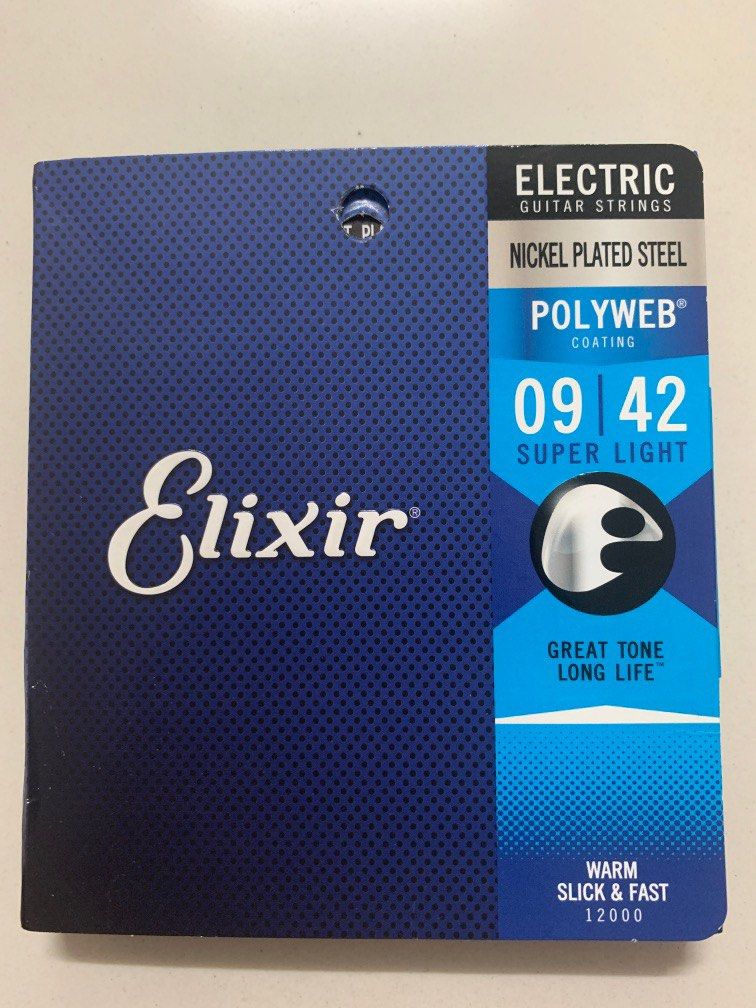 ELECTRIC
GUITAR STRINGS
NICKEL PLATED STEEL
POLYWEB®
COATING
09 | 42
SUPER LIGHT
Elixir®
GREAT TONE
LONG LIFE™
WARM
SLICK & FAST
12000